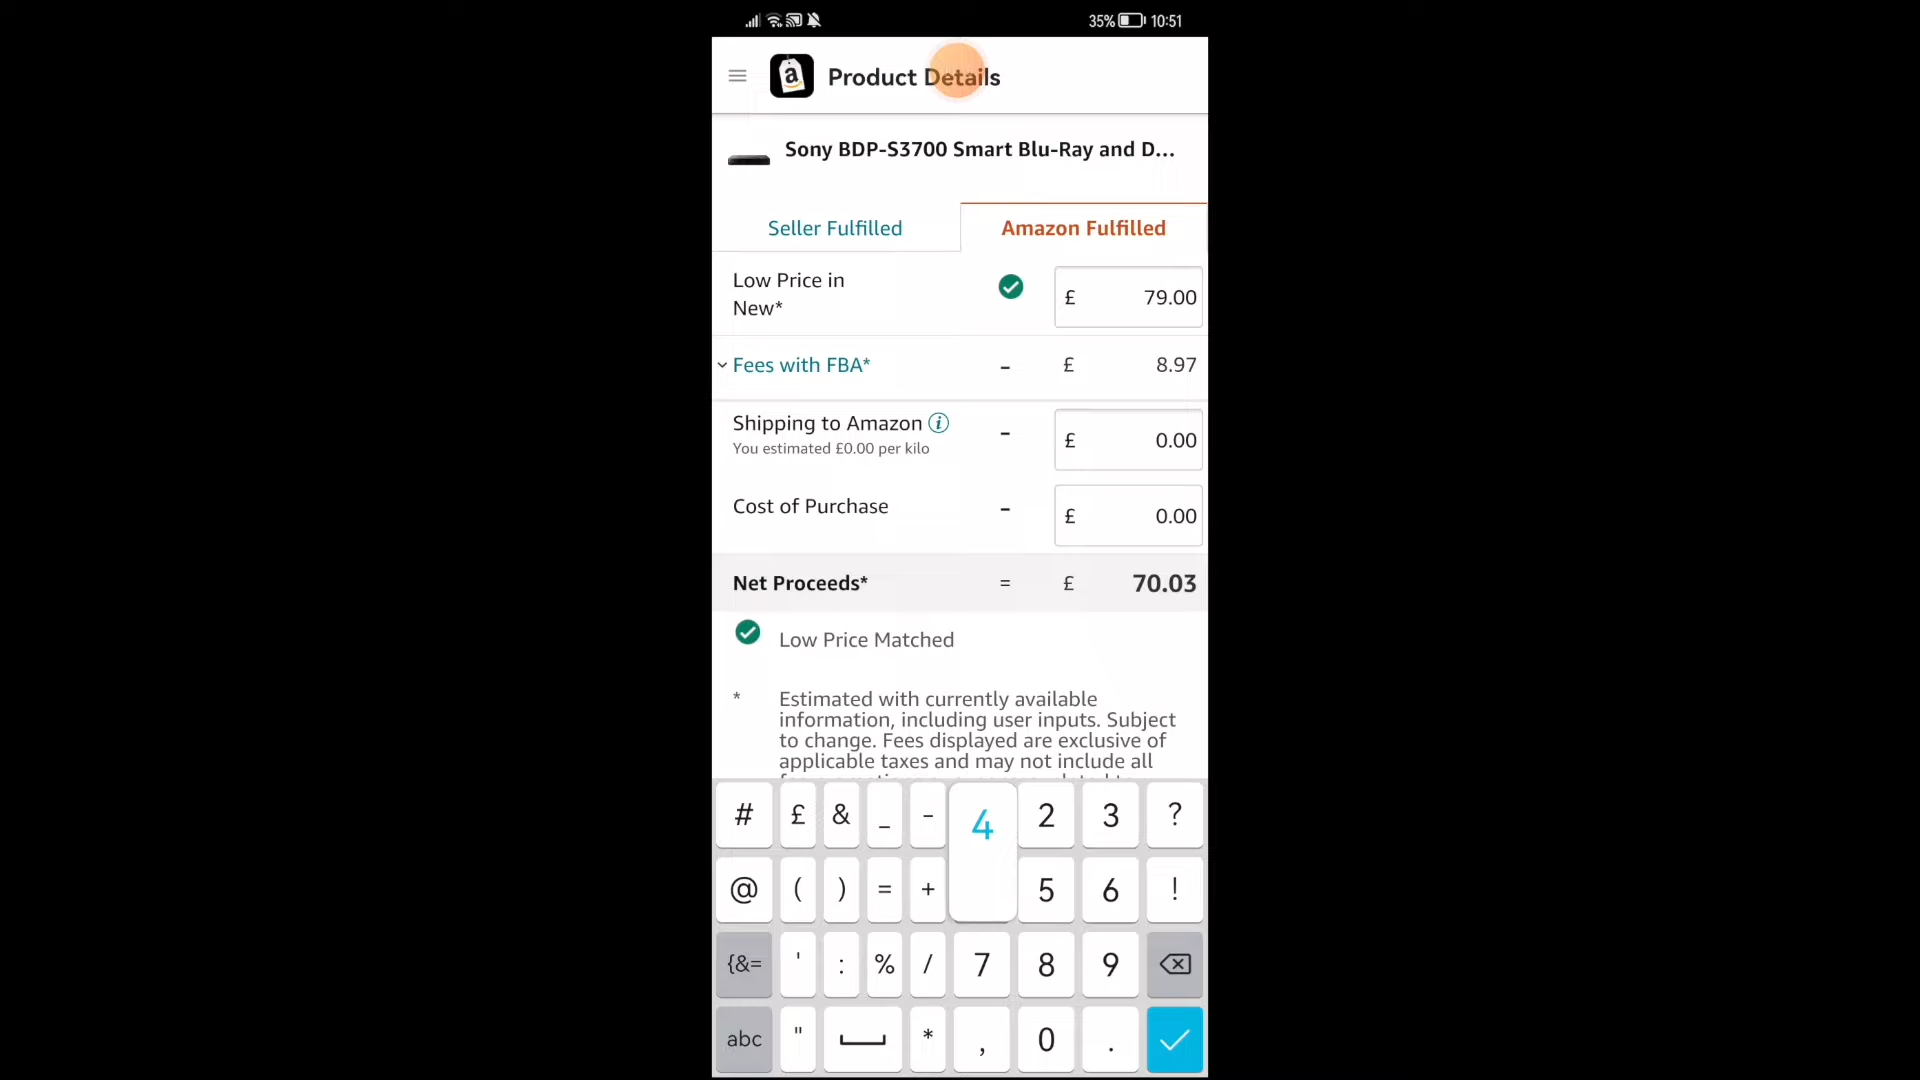 35% 10:51
a Product Details
Sony BDP-S3700 Smart Blu-Ray and D...
Seller Fulfilled Amazon Fulfilled
Low Price in
New*
£ 79.00
Fees with FBA* - £ 8.97
Shipping to Amazon i
You estimated £0.00 per kilo
- £ 0.00
Cost of Purchase - £ 0.00
Net Proceeds* = £ 70.03
Low Price Matched
* Estimated with currently available
information, including user inputs. Subject
to change. Fees displayed are exclusive of
applicable taxes and may not include all
# £ & _ - 4 2 3 ?
@ ( ) = + 5 6 !
{&= ' : % / 7 8 9
abc " * , 0 .